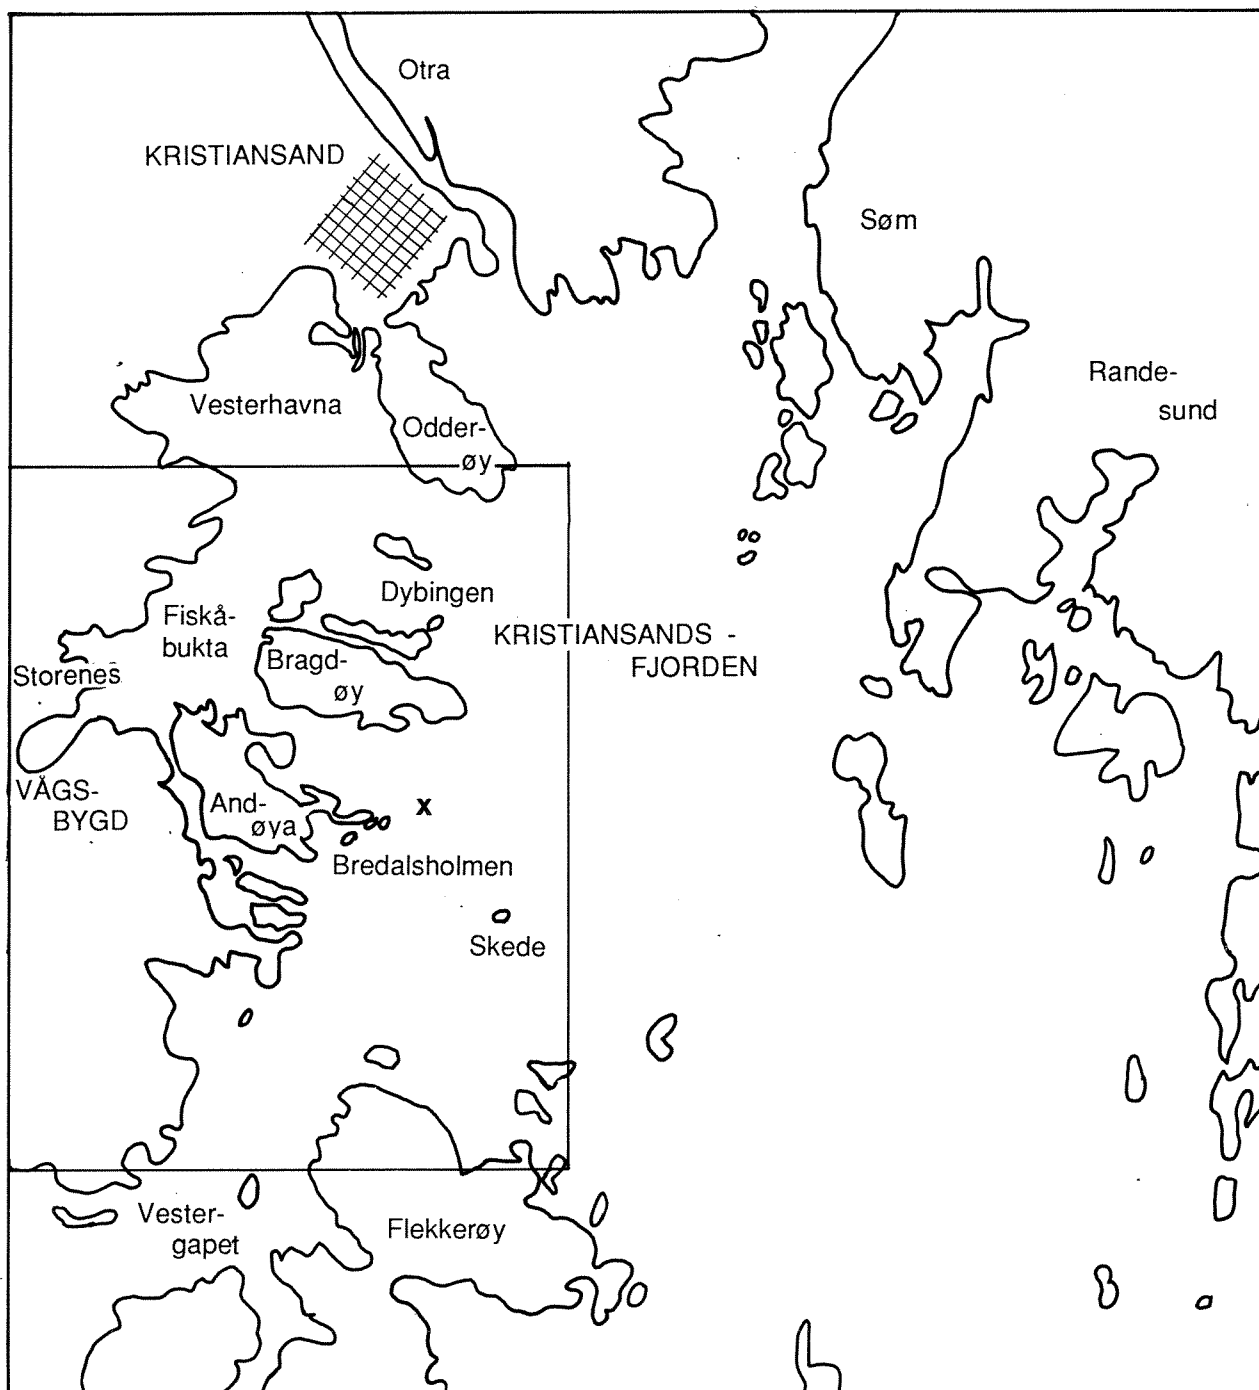 Otra
KRISTIANSAND
Søm
Rande-
sund
Vesterhavna
Odder-
øy
Dybingen
Fiskå-
bukta
KRISTIANSANDS -
FJORDEN
Bragd-
øy
Storenes
VÅGS-
BYGD
And-
øya
x
Bredalsholmen
Skede
Vester-
gapet
Flekkerøy